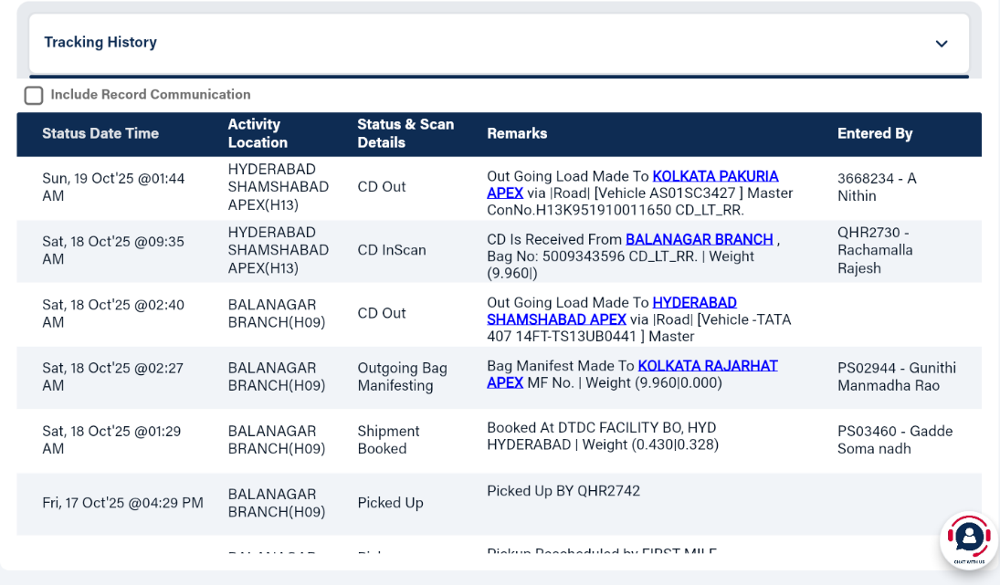 Tracking History
Include Record Communication
Status Date Time
Activity
Location
Status & Scan
Details
Remarks
Entered By
Sun, 19 Oct'25 @01:44
AM
HYDERABAD
SHAMSHABAD
APEX(H13)
CD Out
Out Going Load Made To KOLKATA PAKURIA
APEX via |Road| [Vehicle AS01SC3427 ] Master
ConNo.H13K951910011650 CD_LT_RR.
3668234 - A
Nithin
Sat, 18 Oct'25 @09:35
AM
HYDERABAD
SHAMSHABAD
APEX(H13)
CD InScan
CD Is Received From BALANAGAR BRANCH ,
Bag No: 5009343596 CD_LT_RR. | Weight
(9.960|)
QHR2730 -
Rachamalla
Rajesh
Sat, 18 Oct'25 @02:40
AM
BALANAGAR
BRANCH(H09)
CD Out
Out Going Load Made To HYDERABAD
SHAMSHABAD APEX via |Road| [Vehicle -TATA
407 14FT-TS13UB0441 ] Master
Sat, 18 Oct'25 @02:27
AM
BALANAGAR
BRANCH(H09)
Outgoing Bag
Manifesting
Bag Manifest Made To KOLKATA RAJARHAT
APEX MF No. | Weight (9.960|0.000)
PS02944 - Gunithi
Manmadha Rao
Sat, 18 Oct'25 @01:29
AM
BALANAGAR
BRANCH(H09)
Shipment
Booked
Booked At DTDC FACILITY BO, HYD
HYDERABAD | Weight (0.430|0.328)
PS03460 - Gadde
Soma nadh
Fri, 17 Oct'25 @04:29 PM
BALANAGAR
BRANCH(H09)
Picked Up
Picked Up BY QHR2742
BALANAGAR
Pickup Rescheduled by FIRST MILE
CHAT WITH US